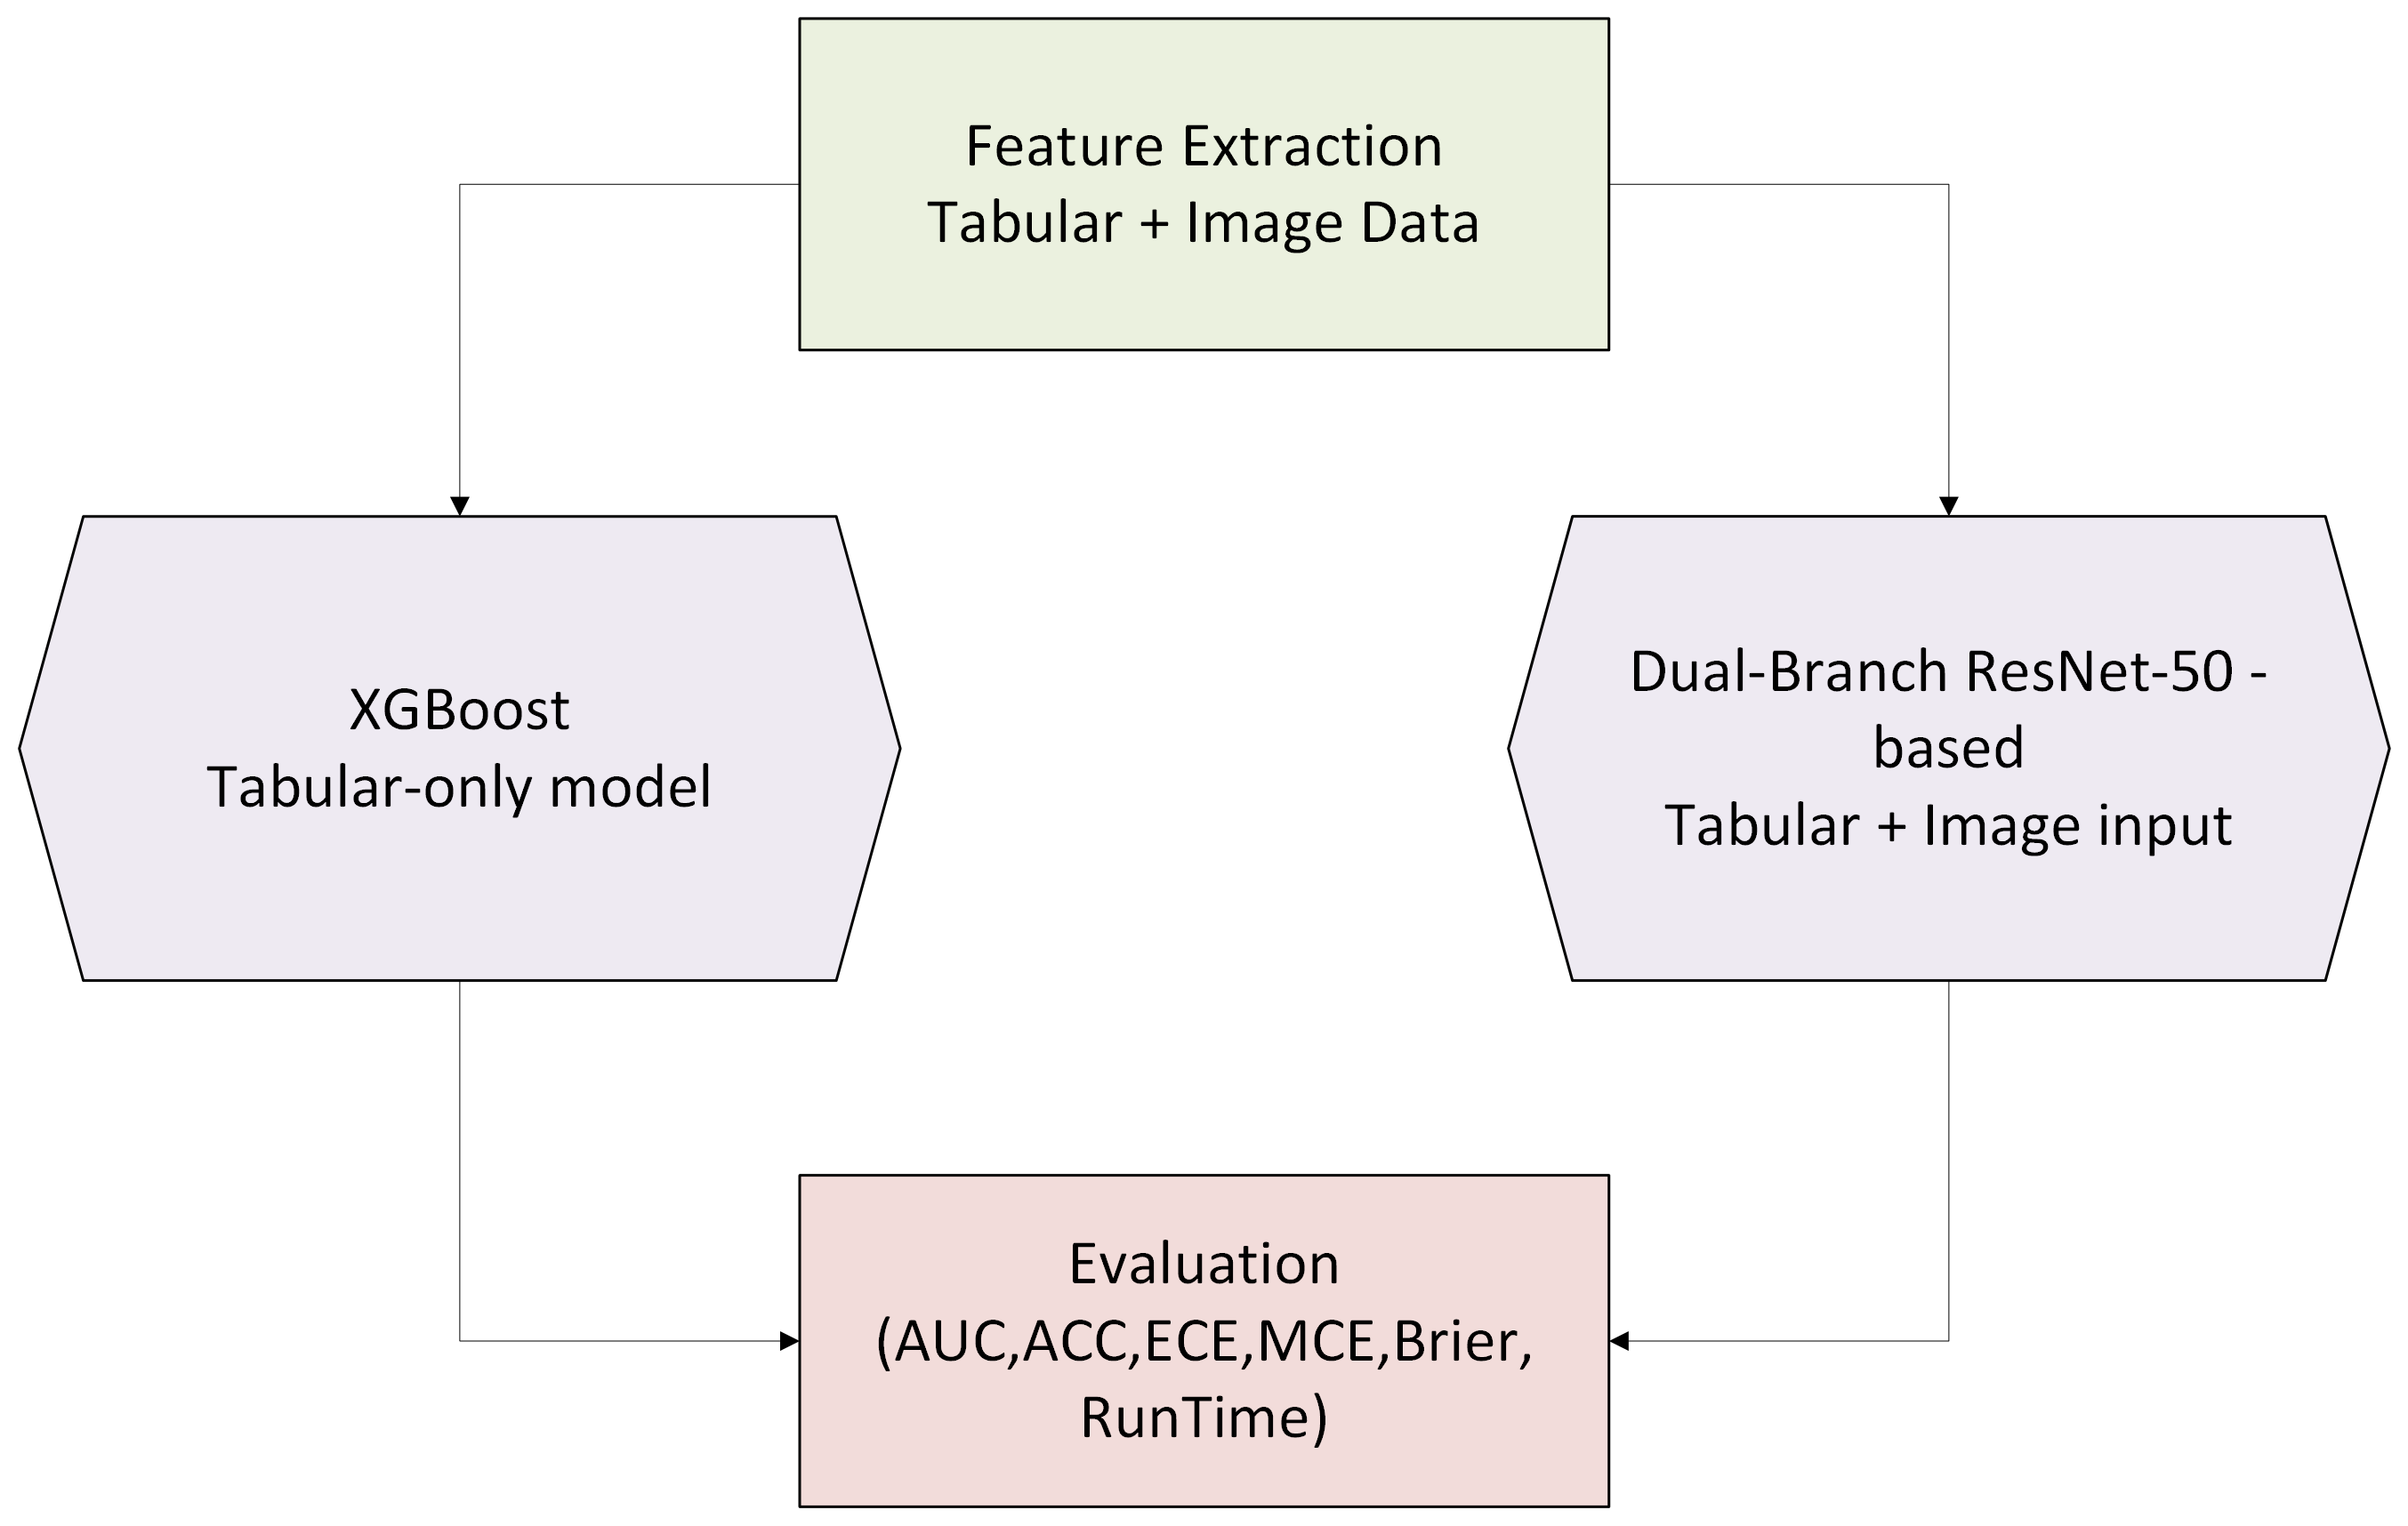 Feature Extraction
Tabular + Image Data
XGBoost
Tabular-only model
Dual-Branch ResNet-50 -
based
Tabular + Image input
Evaluation
(AUC,ACC,ECE,MCE,Brier,
RunTime)